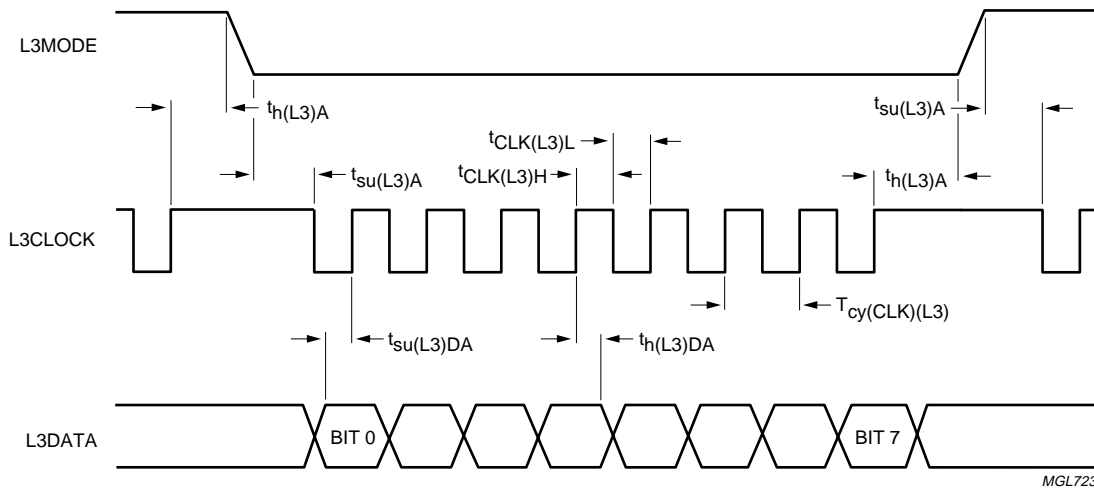 L3MODE
th(L3)A
tsu(L3)A
tCLK(L3)L
tsu(L3)A
tCLK(L3)H
th(L3)A
L3CLOCK
Tcy(CLK)(L3)
tsu(L3)DA
th(L3)DA
L3DATA
BIT 0
BIT 7
MGL723